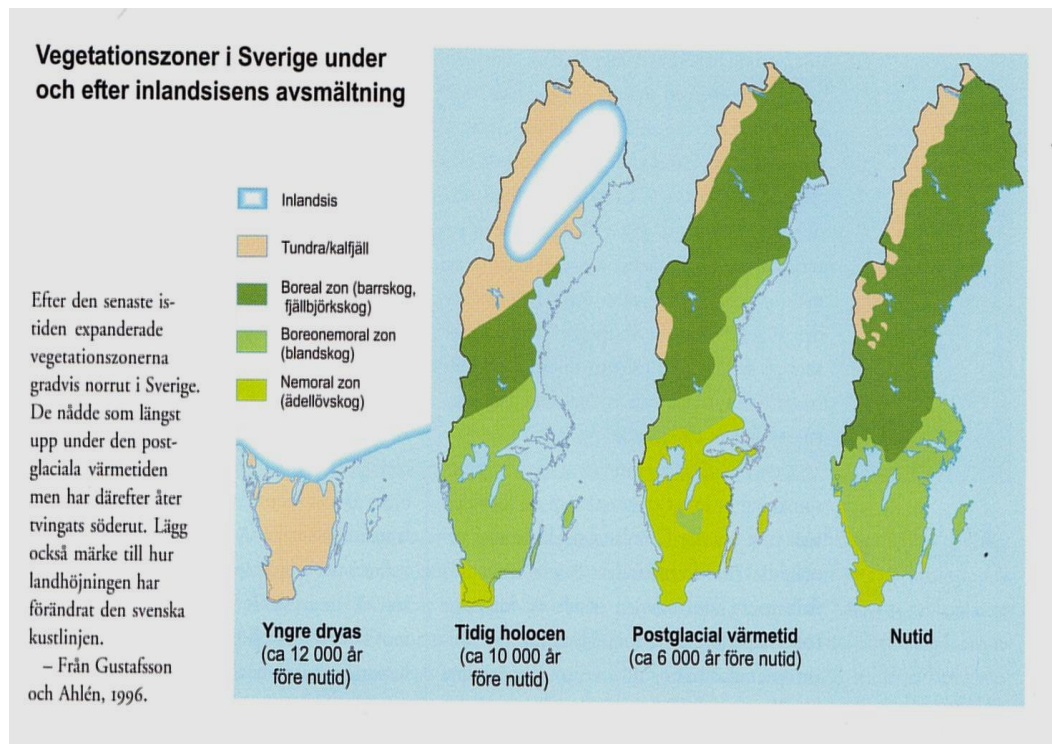 Vegetationszoner i Sverige under
och efter inlandsisens avsmältning
Inlandsis
Tundra/kalfjäll
Boreal zon (barrskog,
fjällbjörkskog)
Boreonemoral zon
(blandskog)
Nemoral zon
(ädellövskog)
Efter den senaste is-
tiden expanderade
vegetationszonerna
gradvis norrut i Sverige.
De nådde som längst
upp under den post-
glaciala värmetiden
men har därefter åter
tvingats söderut. Lägg
också märke till hur
landhöjningen har
förändrat den svenska
kustlinjen.
– Från Gustafsson
och Ahlén, 1996.
Yngre dryas
(ca 12 000 år
före nutid)
Tidig holocen
(ca 10 000 år
före nutid)
Postglacial värmetid
(ca 6 000 år före nutid)
Nutid